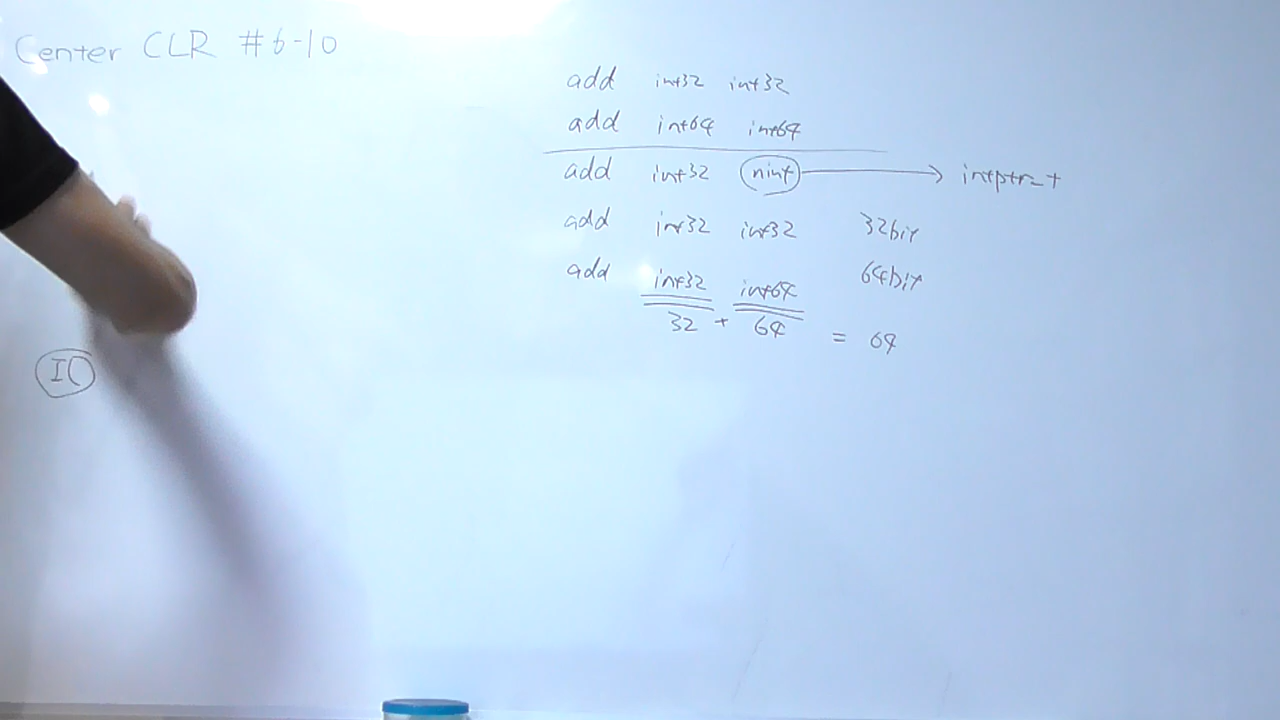 Center CLR #6-10
add int32 int32
add int64 int64
add int32 nint → intptr_t
add int32 int32 32bit
add int32 int64 64bit
32 + 64 = 64
IC